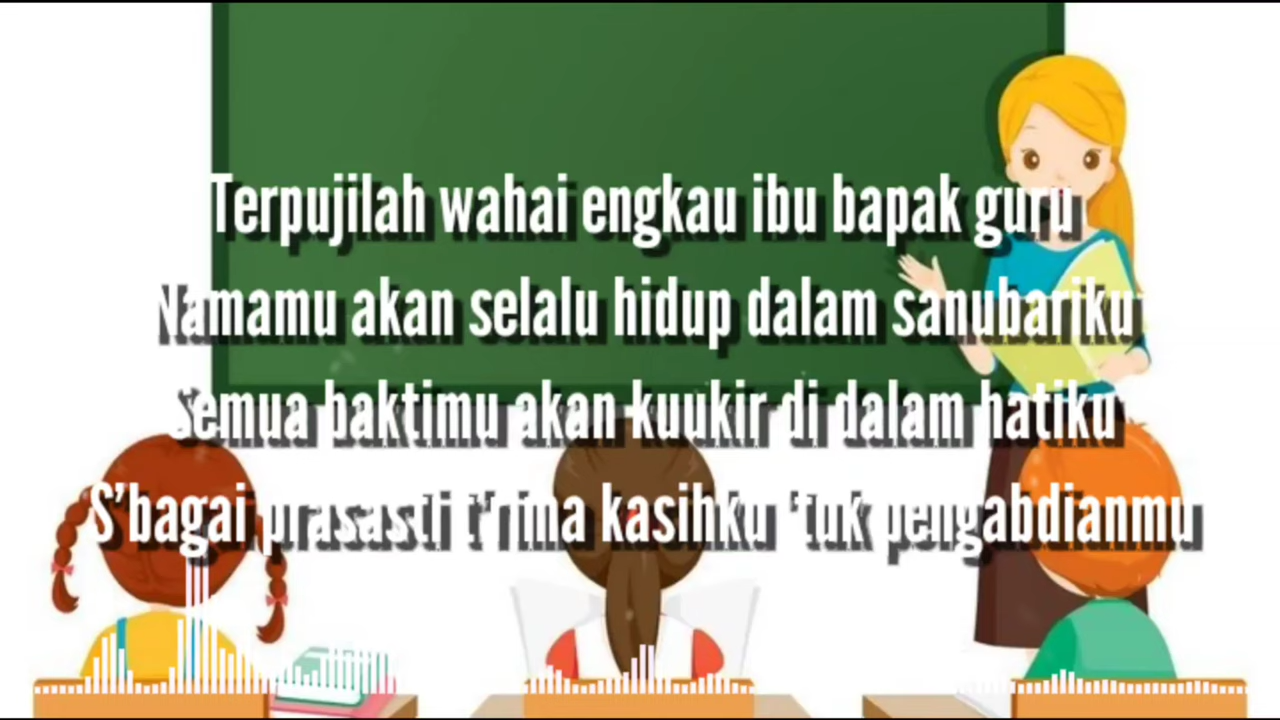 Terpujilah wahai engkau ibu bapak guru
Namamu akan selalu hidup dalam sanubariku
Semua baktimu akan kuukir di dalam hatiku
S'bagai prasasti t'rima kasihku 'tuk pengabdianmu